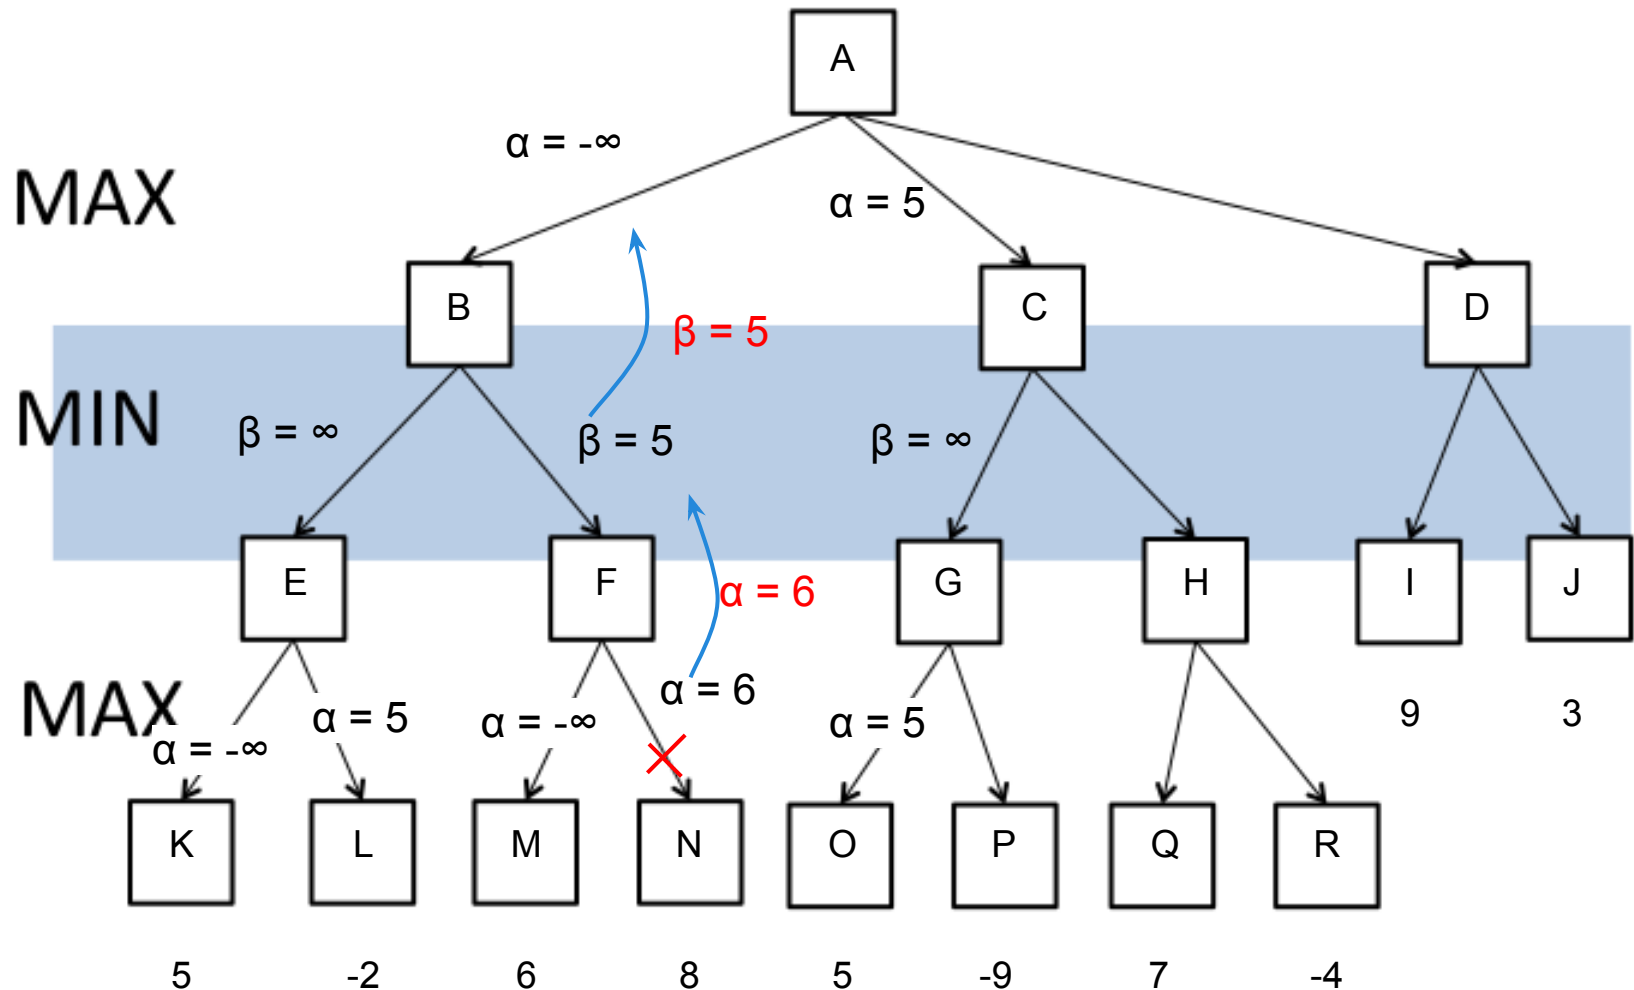 A
α = -∞
MAX
α = 5
B
C
D
β = 5
MIN
β = ∞
β = 5
β = ∞
E
F
G
H
I
J
α = 6
MAX
α = -∞
α = 5
α = -∞
α = 6
α = 5
9
3
K
L
M
N
O
P
Q
R
5
-2
6
8
5
-9
7
-4